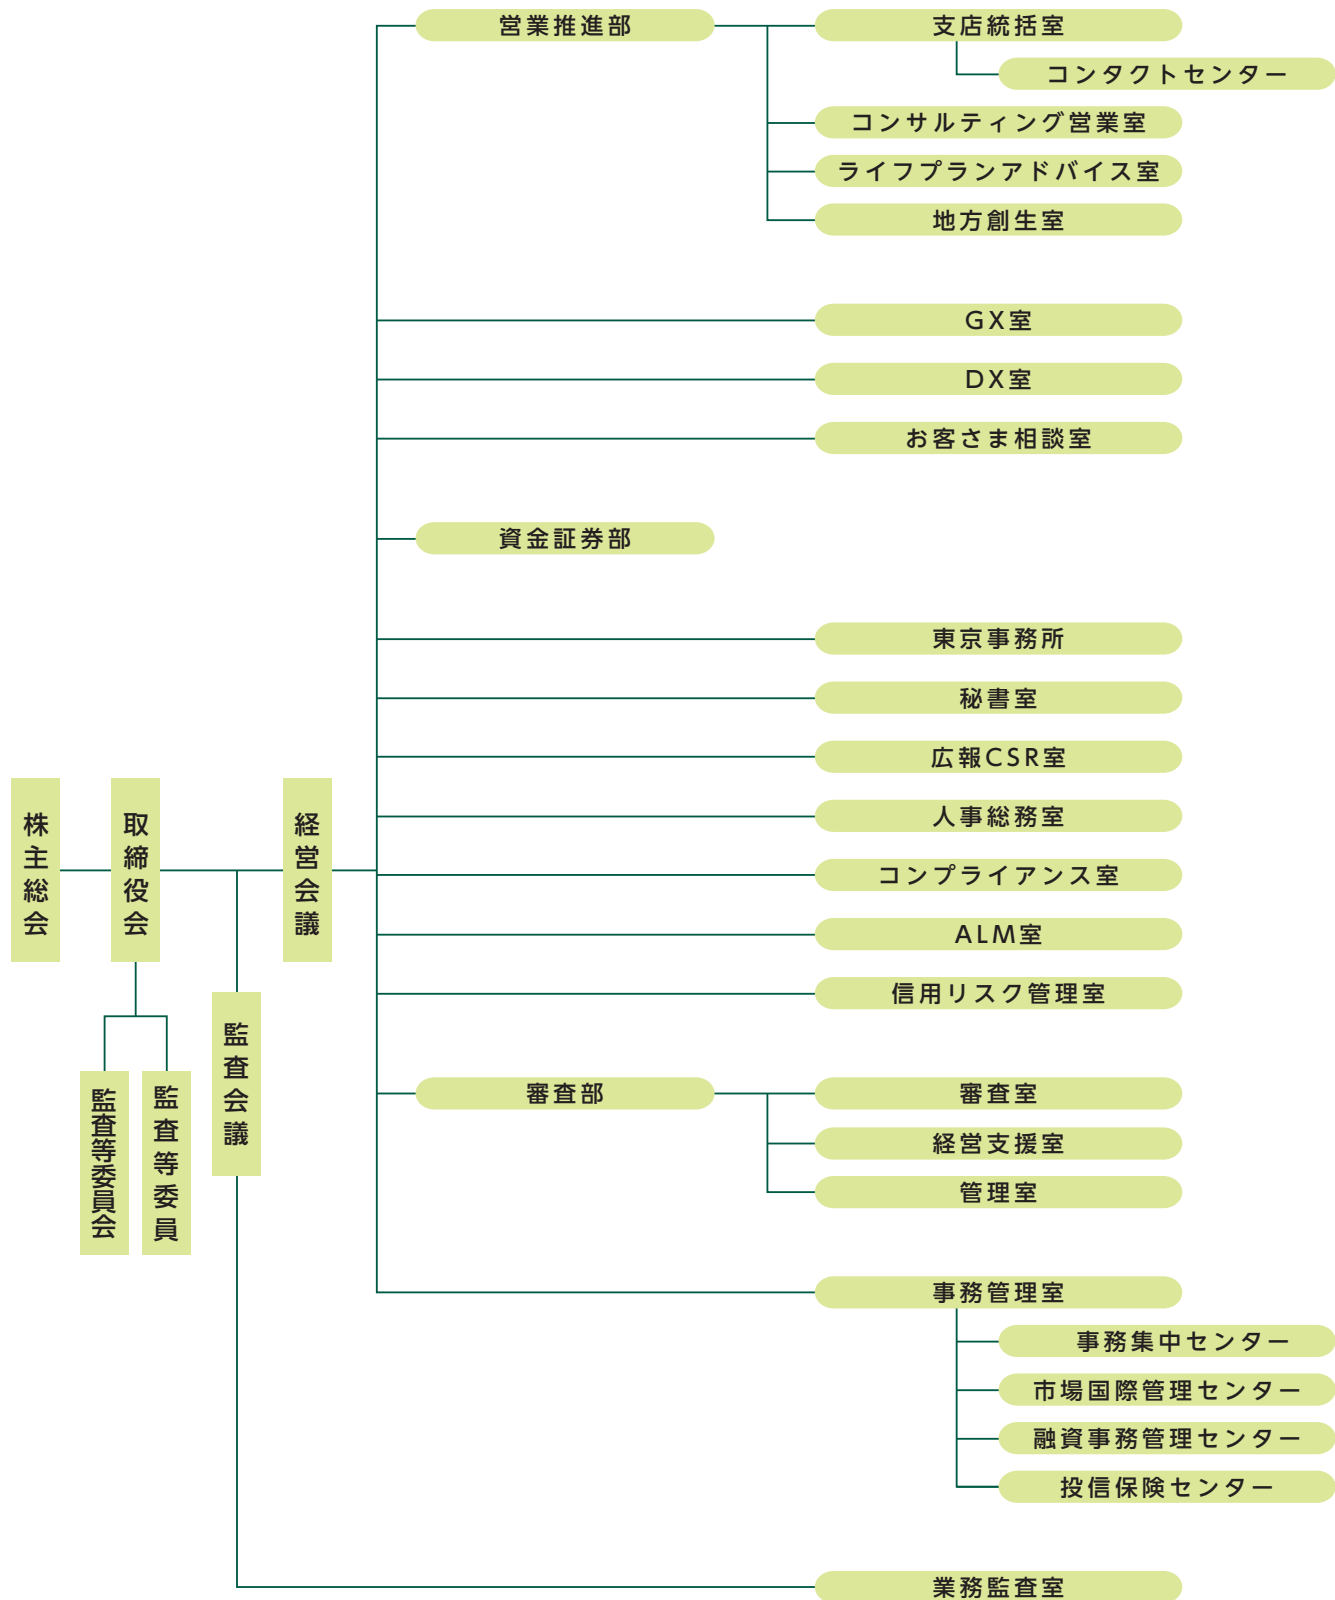 営業推進部
支店統括室
コンタクトセンター
コンサルティング営業室
ライフプランアドバイス室
地方創生室
GX室
DX室
お客さま相談室
資金証券部
東京事務所
秘書室
広報CSR室
人事総務室
コンプライアンス室
ALM室
信用リスク管理室
株主総会
取締役会
経営会議
監査等委員会
監査等委員
監査会議
審査部
審査室
経営支援室
管理室
事務管理室
事務集中センター
市場国際管理センター
融資事務管理センター
投信保険センター
業務監査室